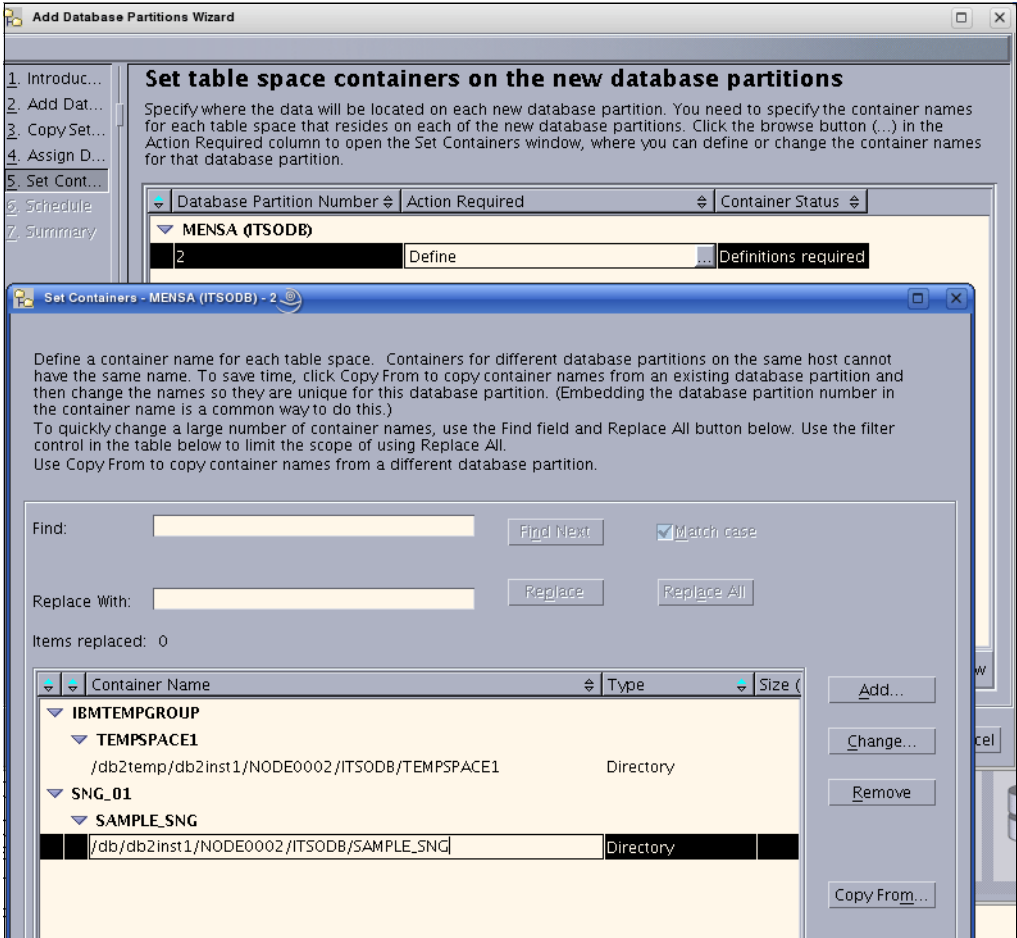 Add Database Partitions Wizard
1. Introduc...
2. Add Dat...
3. Copy Set...
4. Assign D...
5. Set Cont...
6. Schedule
7. Summary
Set table space containers on the new database partitions
Specify where the data will be located on each new database partition. You need to specify the container names
for each table space that resides on each of the new database partitions. Click the browse button (...) in the
Action Required column to open the Set Containers window, where you can define or change the container names
for that database partition.
Database Partition Number Action Required Container Status
MENSA (ITSODB)
2 Define ... Definitions required
Set Containers - MENSA (ITSODB) - 2
Define a container name for each table space. Containers for different database partitions on the same host cannot
have the same name. To save time, click Copy From to copy container names from an existing database partition and
then change the names so they are unique for this database partition. (Embedding the database partition number in
the container name is a common way to do this.)
To quickly change a large number of container names, use the Find field and Replace All button below. Use the filter
control in the table below to limit the scope of using Replace All.
Use Copy From to copy container names from a different database partition.
Find: Find Next Match case
Replace With: Replace Replace All
Items replaced: 0
Container Name Type Size (
IBMTEMPGROUP
TEMPSPACE1
/db2temp/db2inst1/NODE0002/ITSODB/TEMPSPACE1 Directory
SNG_01
SAMPLE_SNG
/db/db2inst1/NODE0002/ITSODB/SAMPLE_SNG Directory
Add...
Change...
Remove
Copy From...
w
cel